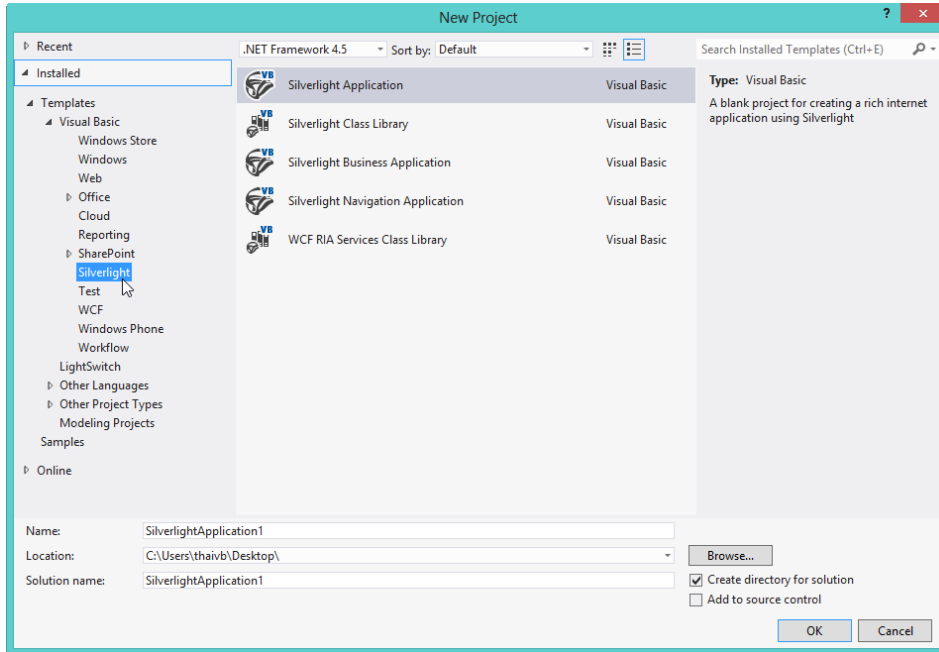 New Project
?
Recent
Installed
Templates
Visual Basic
Windows Store
Windows
Web
Office
Cloud
Reporting
SharePoint
Silverlight
Test
WCF
Windows Phone
Workflow
LightSwitch
Other Languages
Other Project Types
Modeling Projects
Samples
Online
.NET Framework 4.5 Sort by: Default
VB Silverlight Application Visual Basic
VB Silverlight Class Library Visual Basic
VB Silverlight Business Application Visual Basic
VB Silverlight Navigation Application Visual Basic
VB WCF RIA Services Class Library Visual Basic
Search Installed Templates (Ctrl+E)
Type: Visual Basic
A blank project for creating a rich internet
application using Silverlight
Name: SilverlightApplication1
Location: C:\Users\thaivb\Desktop\ Browse...
Solution name: SilverlightApplication1 Create directory for solution
Add to source control
OK Cancel